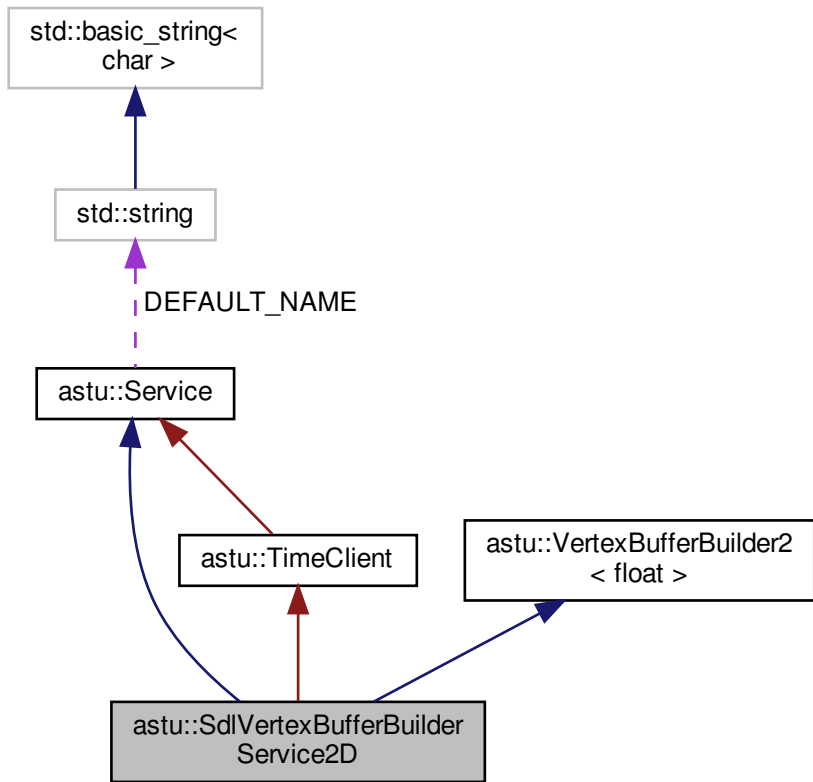 std::basic_string<
char >
std::string
DEFAULT_NAME
astu::Service
astu::TimeClient
astu::VertexBufferBuilder2
< float >
astu::SdlVertexBufferBuilder
Service2D